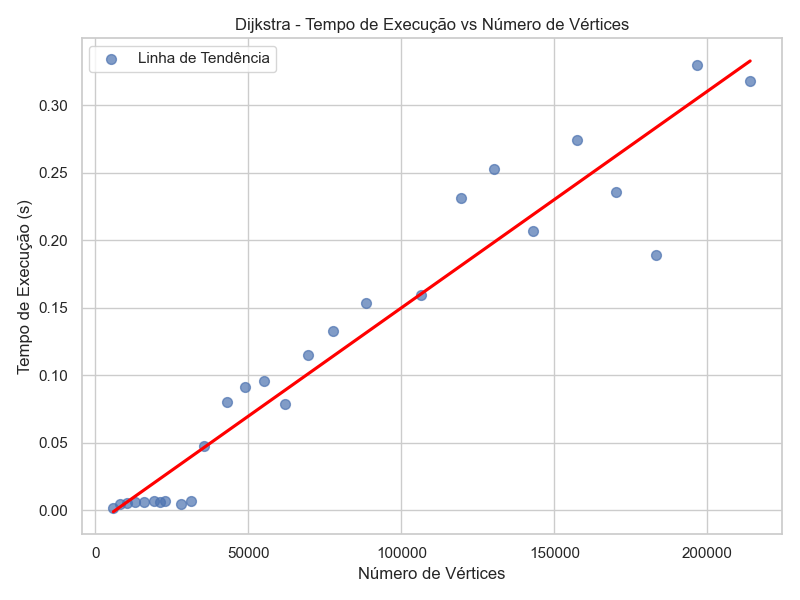 Dijkstra - Tempo de Execução vs Número de Vértices
Linha de Tendência
Tempo de Execução (s)
0.30
0.25
0.20
0.15
0.10
0.05
0.00
0 50000 100000 150000 200000
Número de Vértices